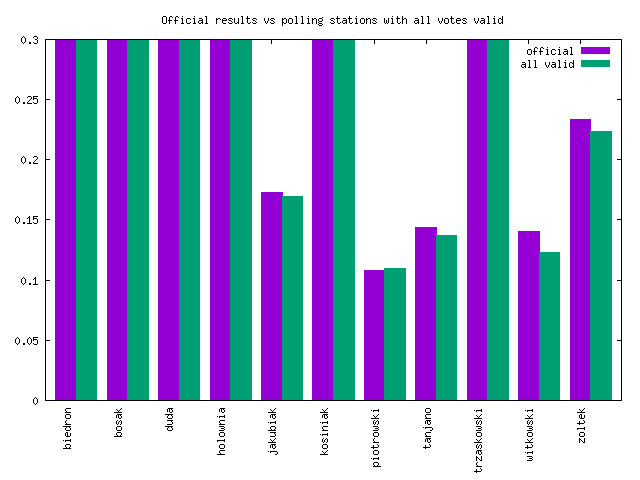 Official results vs polling stations with all votes valid
official
all valid
0.3
0.25
0.2
0.15
0.1
0.05
0
biedron
bosak
duda
holownia
jakubiak
kosiniak
piotrowski
tanjano
trzaskowski
witkowski
zoltek